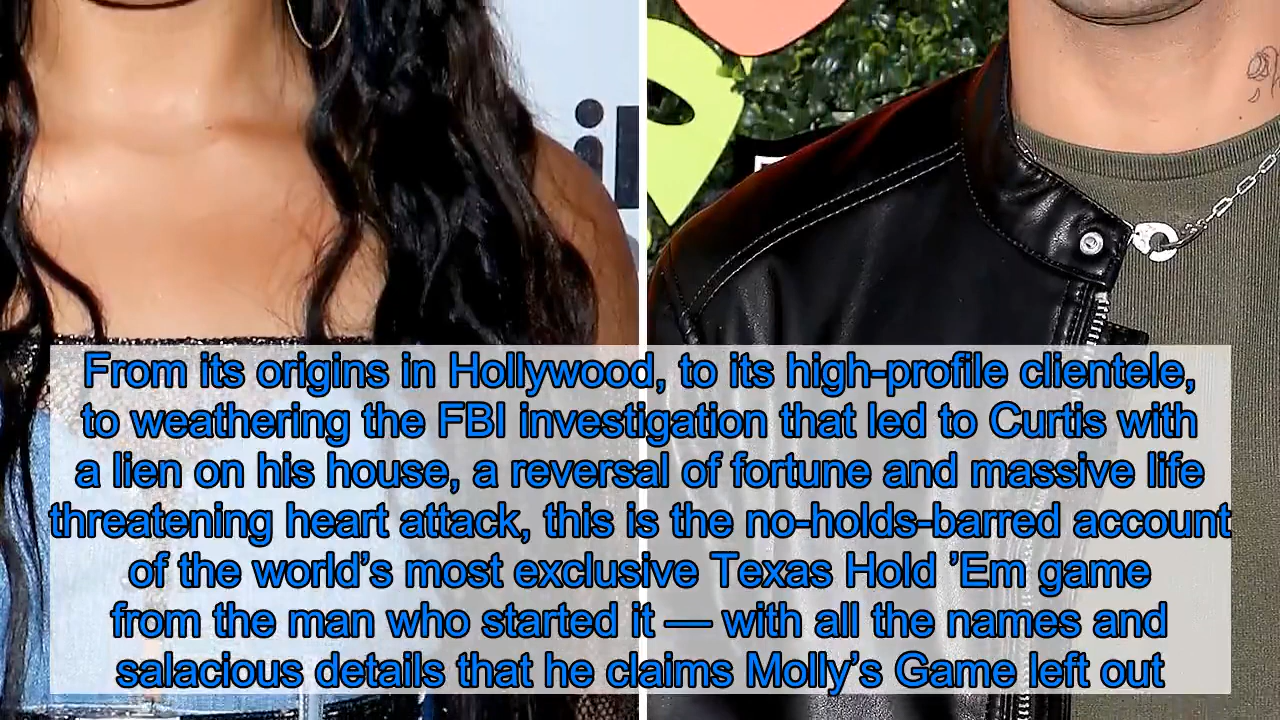 From its origins in Hollywood, to its high-profile clientele,
to weathering the FBI investigation that led to Curtis with
a lien on his house, a reversal of fortune and massive life
threatening heart attack, this is the no-holds-barred account
of the world’s most exclusive Texas Hold ’Em game
from the man who started it — with all the names and
salacious details that he claims Molly’s Game left out